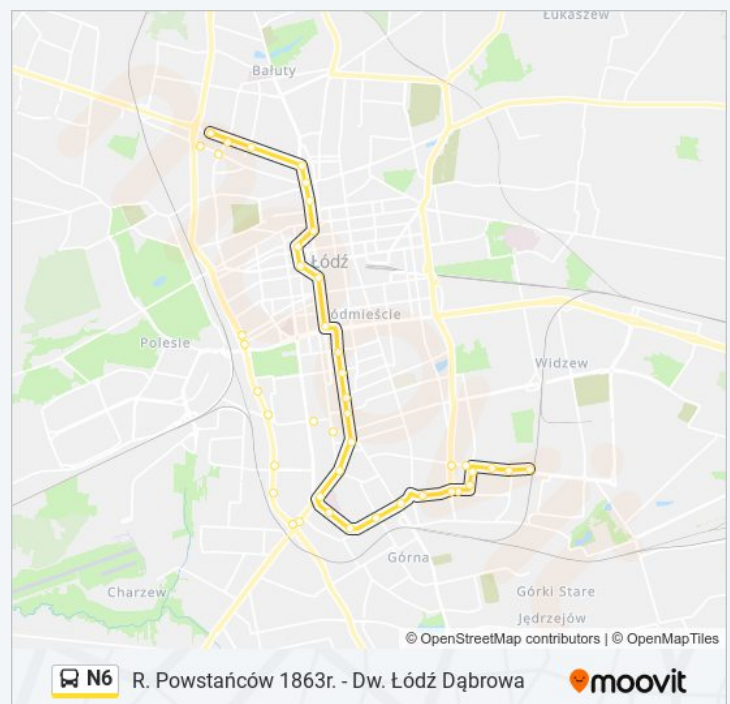 Łukaszew
Bałuty
Łódź
ódmieście
Polesie
Widzew
Górna
Charzew
Górki Stare
Jędrzejów
© OpenStreetMap contributors | © OpenMapTiles
N6 R. Powstańców 1863r. - Dw. Łódź Dąbrowa moovit